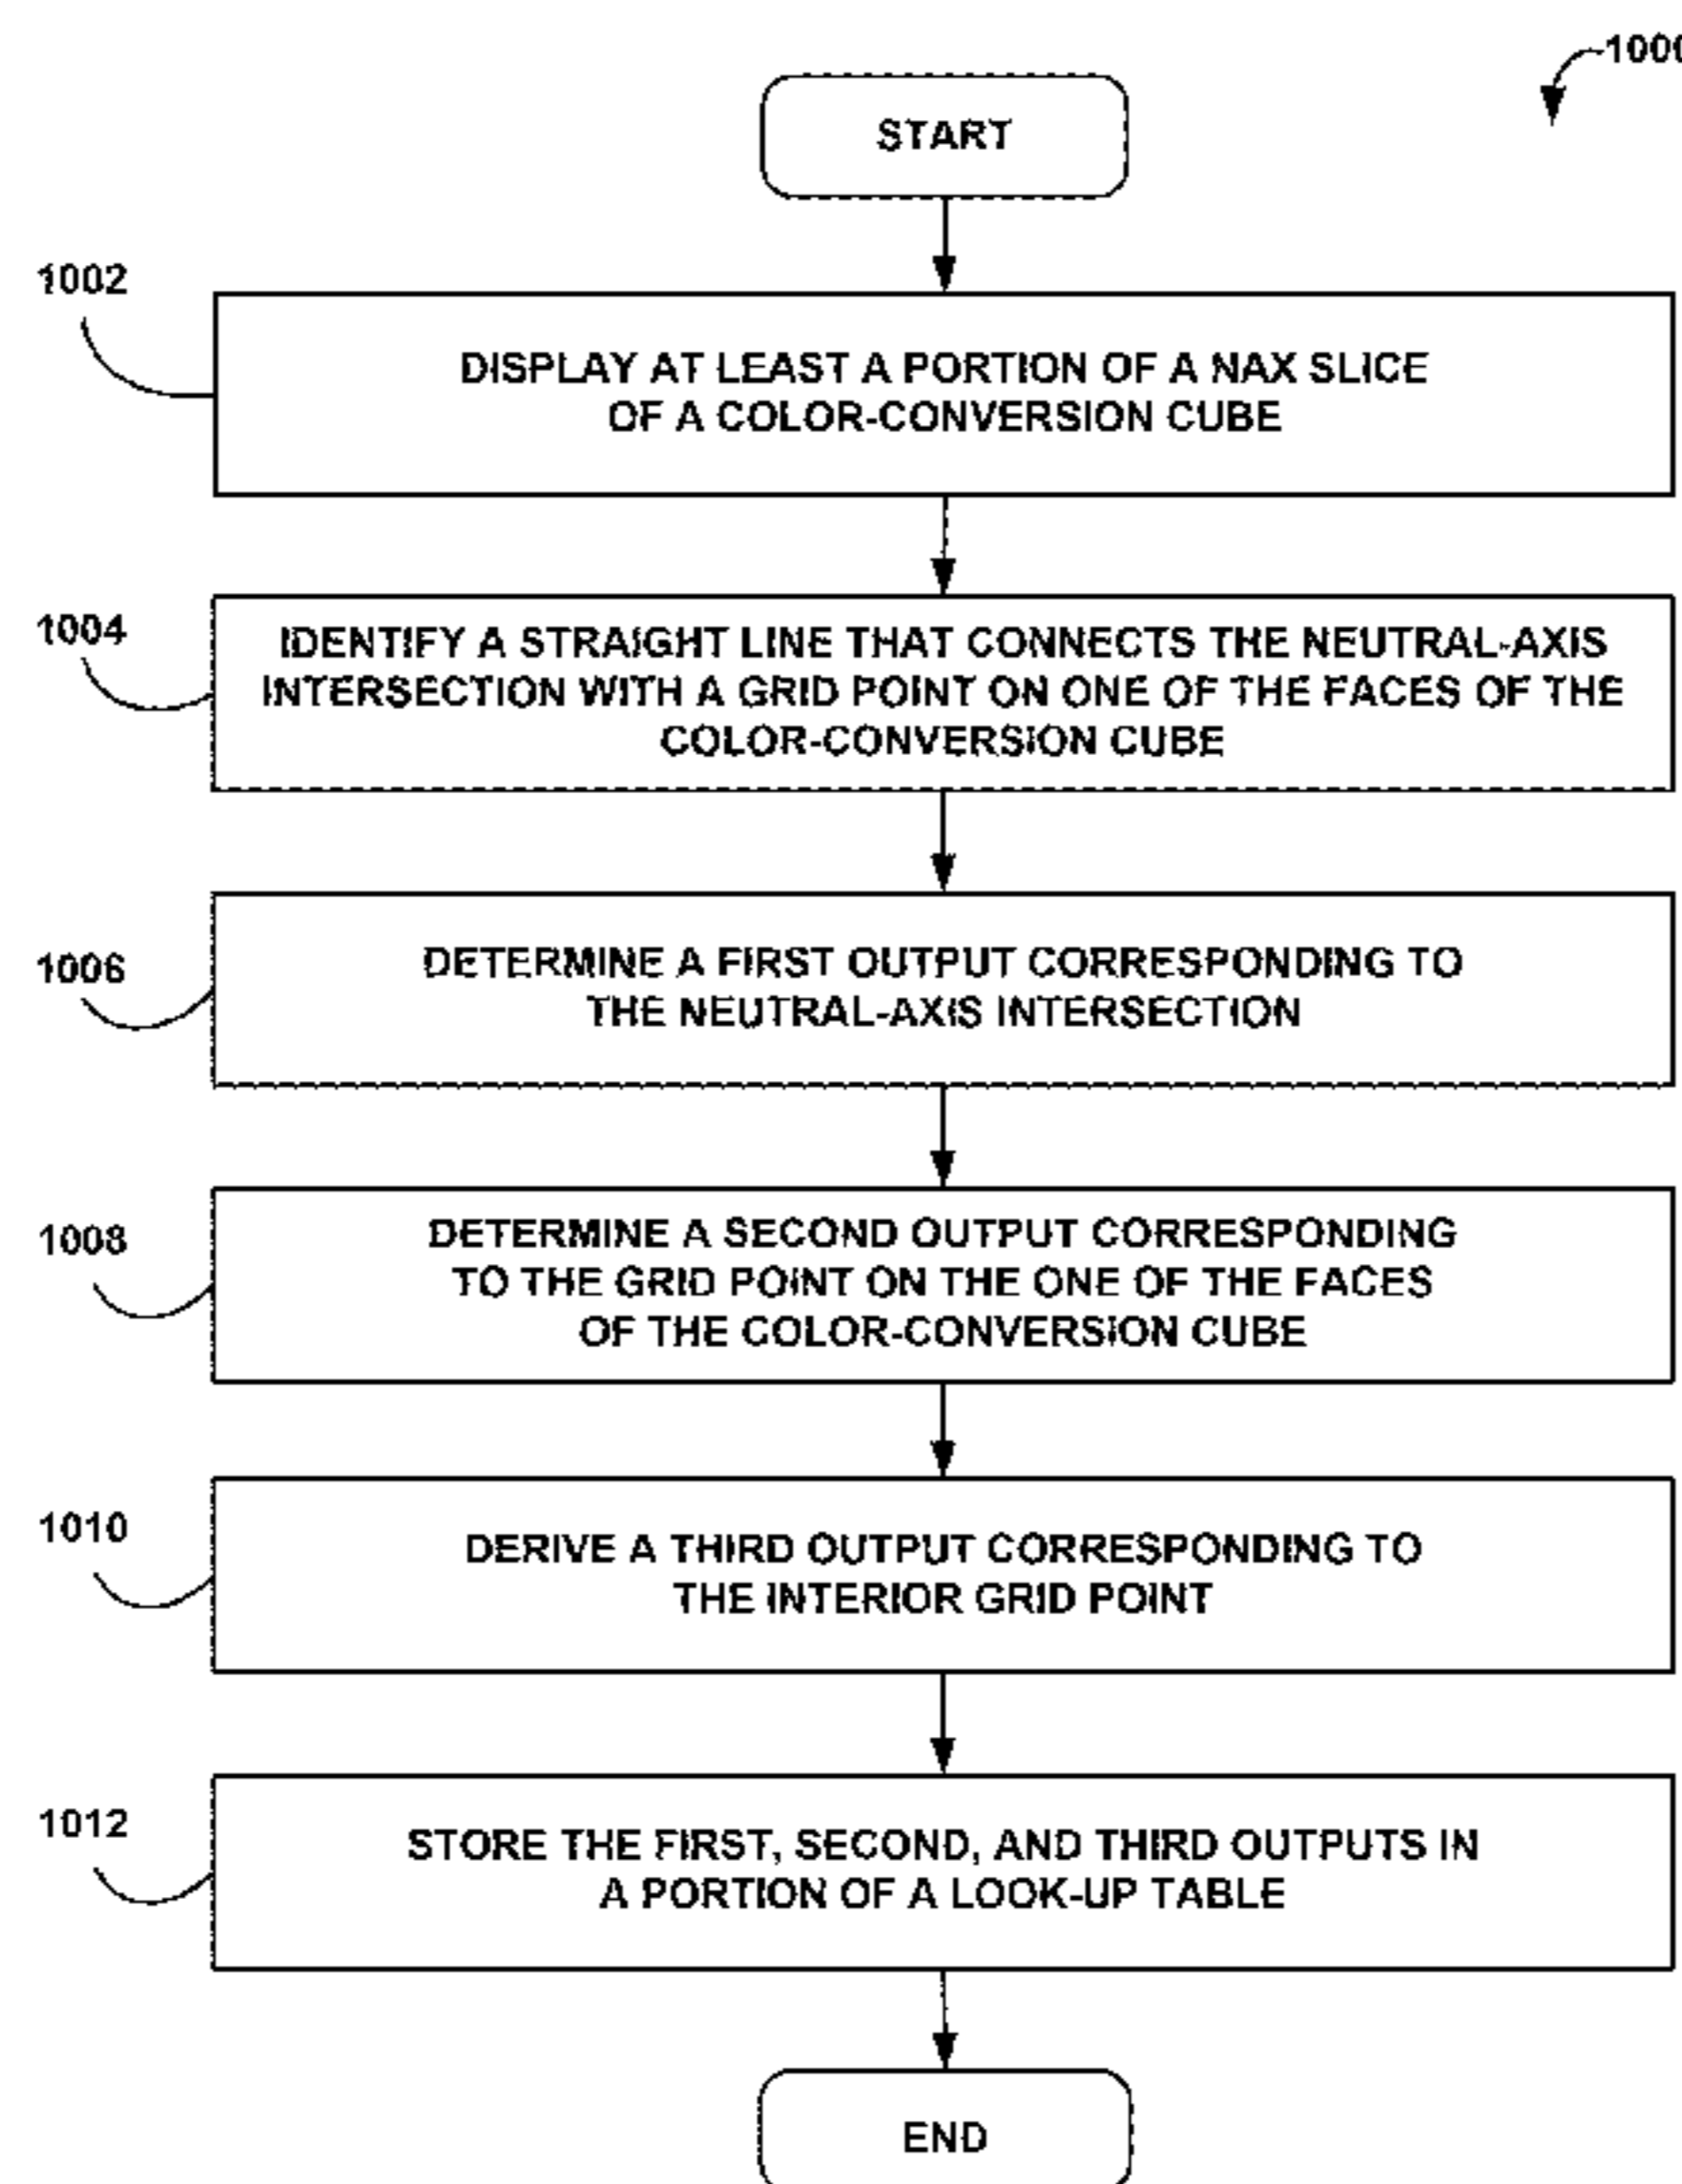 1000
START
1002
DISPLAY AT LEAST A PORTION OF A NAX SLICE
OF A COLOR-CONVERSION CUBE
1004
IDENTIFY A STRAIGHT LINE THAT CONNECTS THE NEUTRAL-AXIS
INTERSECTION WITH A GRID POINT ON ONE OF THE FACES OF THE
COLOR-CONVERSION CUBE
1006
DETERMINE A FIRST OUTPUT CORRESPONDING TO
THE NEUTRAL-AXIS INTERSECTION
1008
DETERMINE A SECOND OUTPUT CORRESPONDING
TO THE GRID POINT ON THE ONE OF THE FACES
OF THE COLOR-CONVERSION CUBE
1010
DERIVE A THIRD OUTPUT CORRESPONDING TO
THE INTERIOR GRID POINT
1012
STORE THE FIRST, SECOND, AND THIRD OUTPUTS IN
A PORTION OF A LOOK-UP TABLE
END